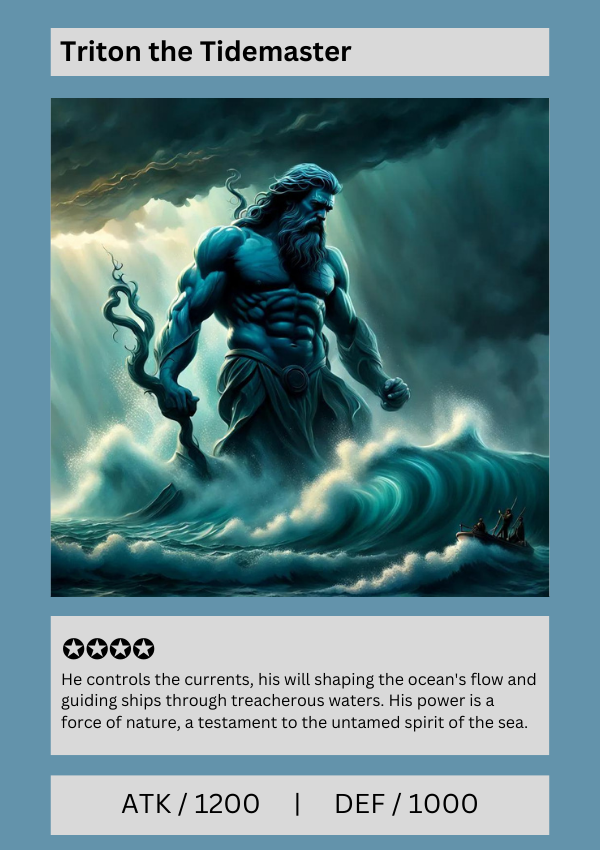 Triton the Tidemaster
✪✪✪✪
He controls the currents, his will shaping the ocean's flow and
guiding ships through treacherous waters. His power is a
force of nature, a testament to the untamed spirit of the sea.
ATK / 1200 | DEF / 1000